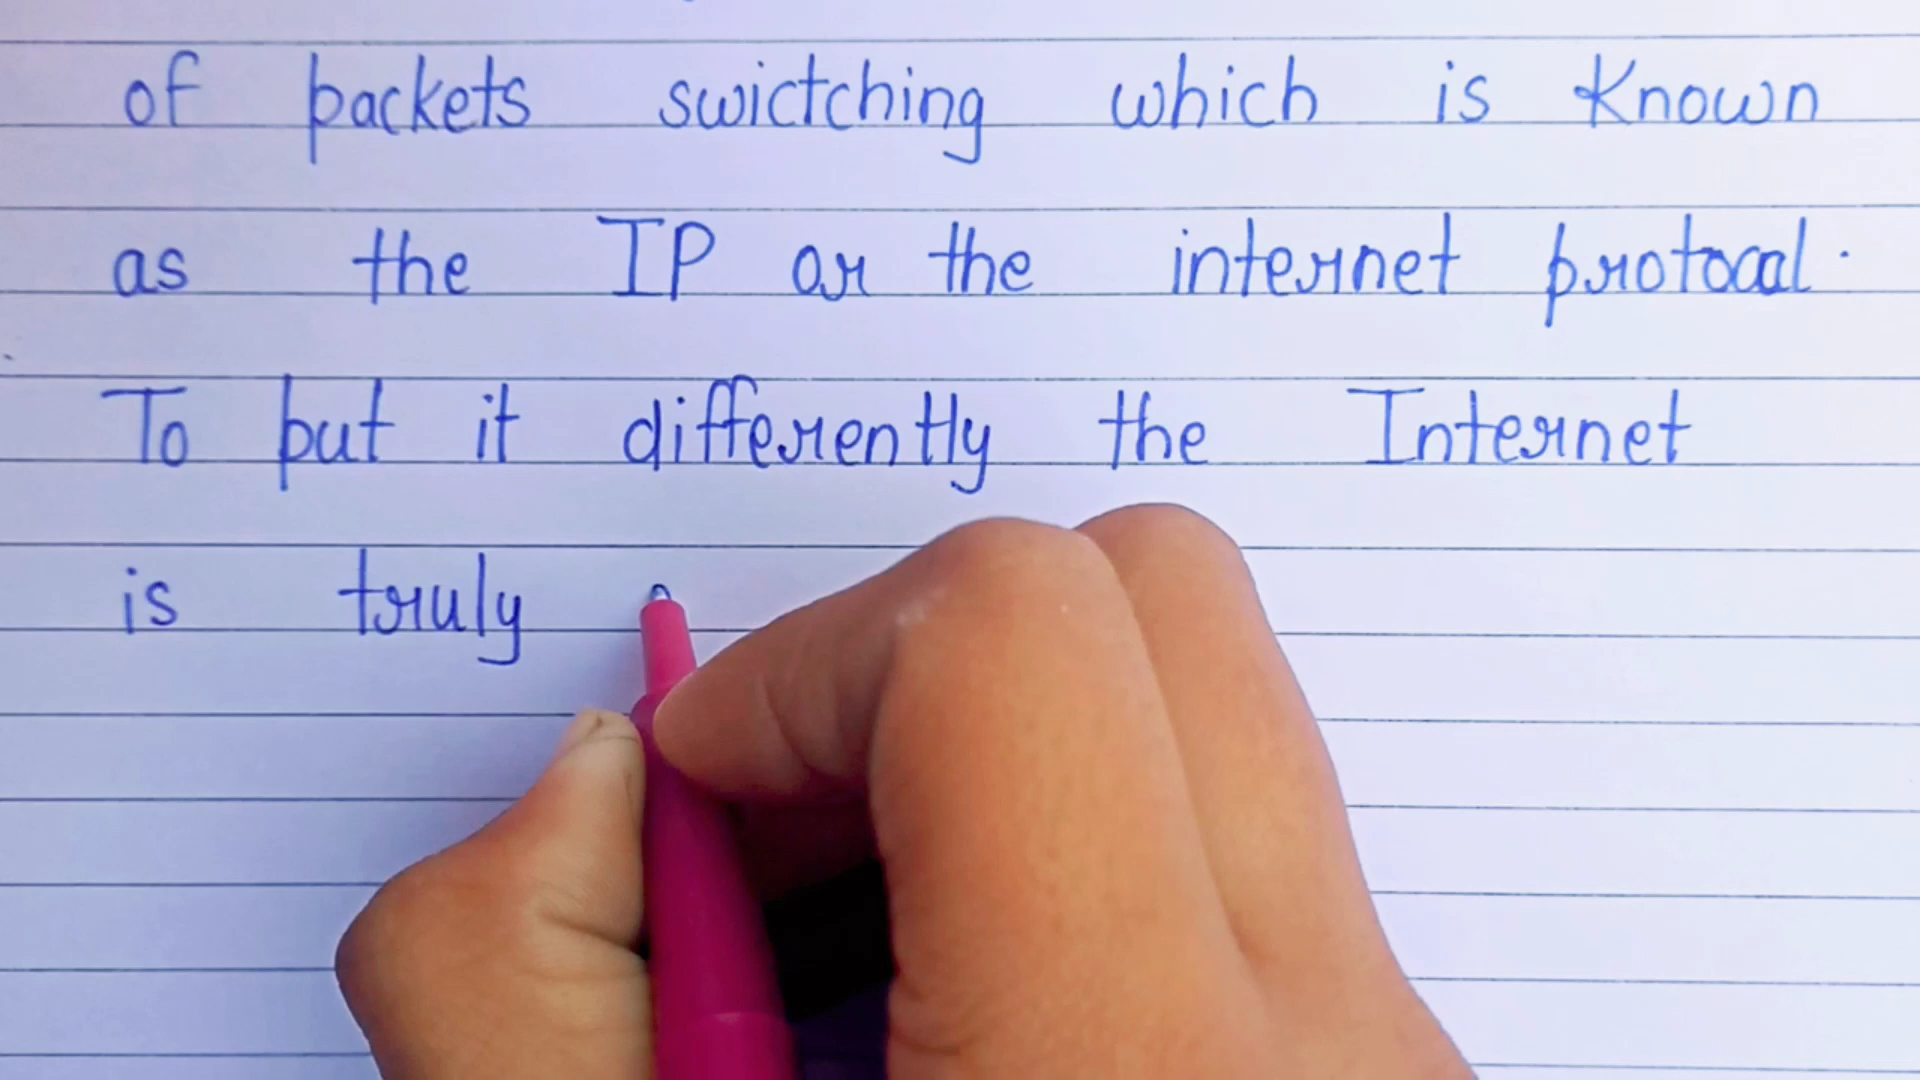 of packets swictching which is Known
as the IP or the internet protocal.
To but it differently the Internet
is truly